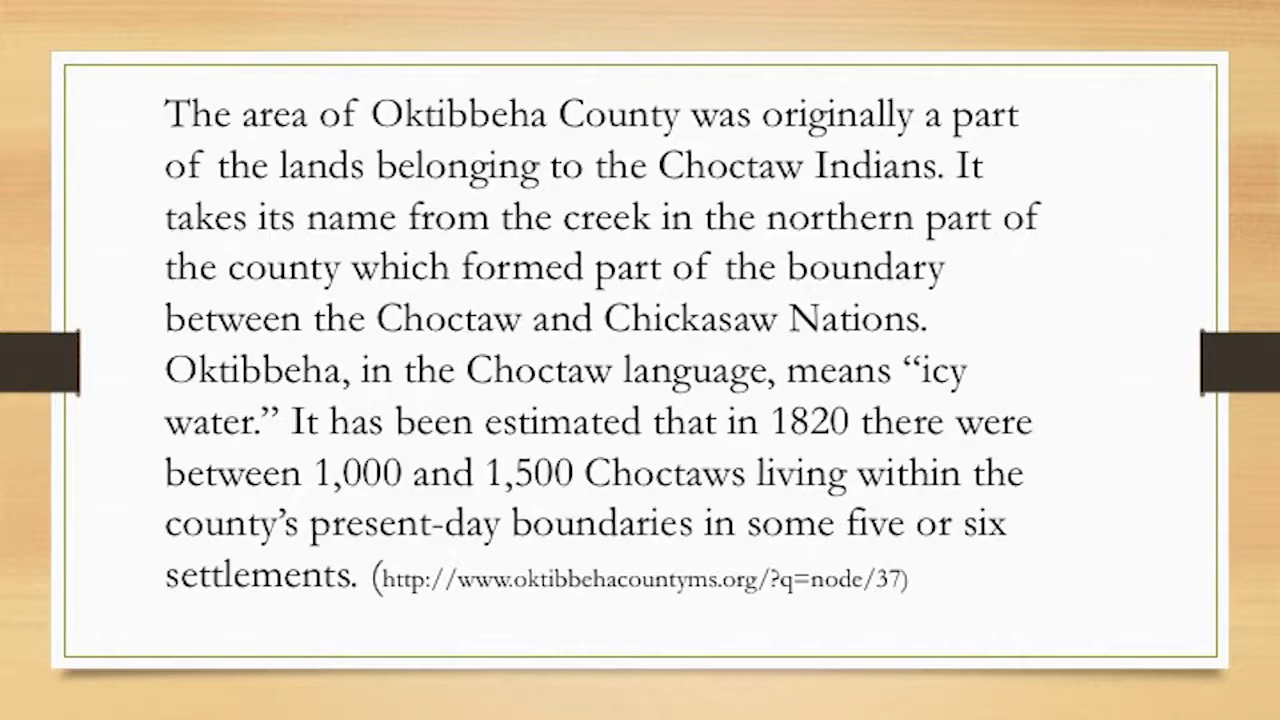 The area of Oktibbeha County was originally a part
of the lands belonging to the Choctaw Indians. It
takes its name from the creek in the northern part of
the county which formed part of the boundary
between the Choctaw and Chickasaw Nations.
Oktibbeha, in the Choctaw language, means “icy
water.” It has been estimated that in 1820 there were
between 1,000 and 1,500 Choctaws living within the
county’s present-day boundaries in some five or six
settlements. (http://www.oktibbehacountyms.org/?q=node/37)